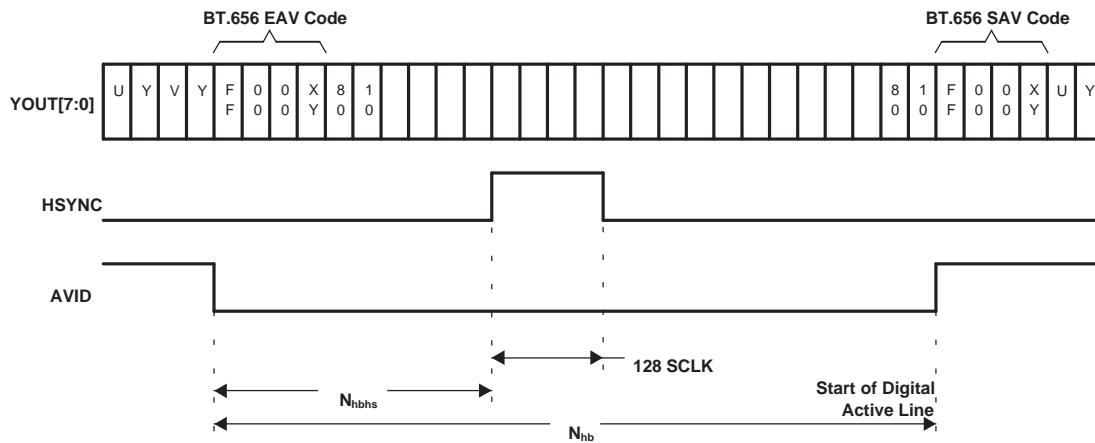 BT.656 EAV Code
BT.656 SAV Code
YOUT[7:0]
U Y V Y FF 00 00 XY 80 10
80 10 FF 00 00 XY U Y
HSYNC
AVID
128 SCLK
Nhbhs
Start of Digital
Active Line
Nhb